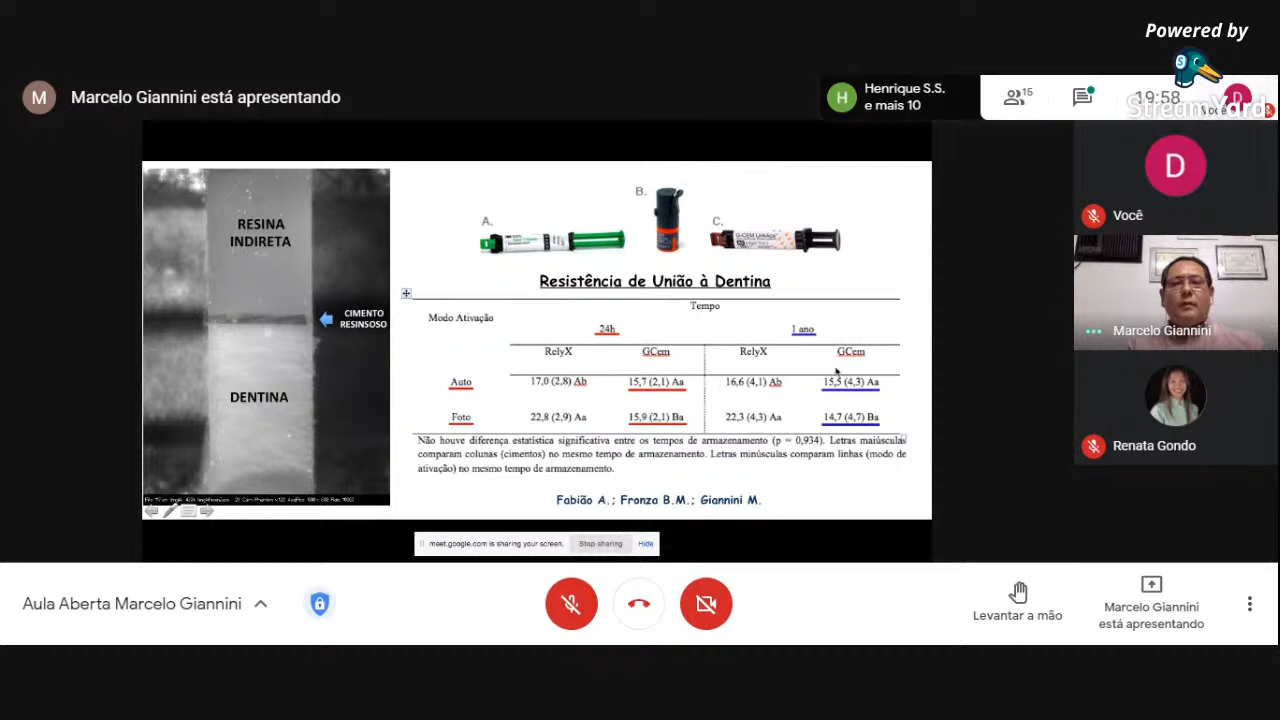 Powered by
StreamYard
M
Marcelo Giannini está apresentando
H
Henrique S.S.
e mais 10
15
19:58
D
Você
RESINA
INDIRETA
CIMENTO
RESINSOSO
DENTINA
A.
B.
C.
G-CEM LinkAce
Resistência de União à Dentina
Modo Ativação
Tempo
24h
1 ano
RelyX
GCem
RelyX
GCem
Auto
17,0 (2,8) Ab
15,7 (2,1) Aa
16,6 (4,1) Ab
15,5 (4,3) Aa
Foto
22,8 (2,9) Aa
15,9 (2,1) Ba
22,3 (4,3) Aa
14,7 (4,7) Ba
Não houve diferença estatística significativa entre os tempos de armazenamento (p = 0,934). Letras maiúsculas
comparam colunas (cimentos) no mesmo tempo de armazenamento. Letras minúsculas comparam linhas (modo de
ativação) no mesmo tempo de armazenamento.
Fabião A.; Fronza B.M.; Giannini M.
meet.google.com is sharing your screen.
Stop sharing
Hide
D
Você
Marcelo Giannini
Renata Gondo
Aula Aberta Marcelo Giannini
Levantar a mão
Marcelo Giannini
está apresentando